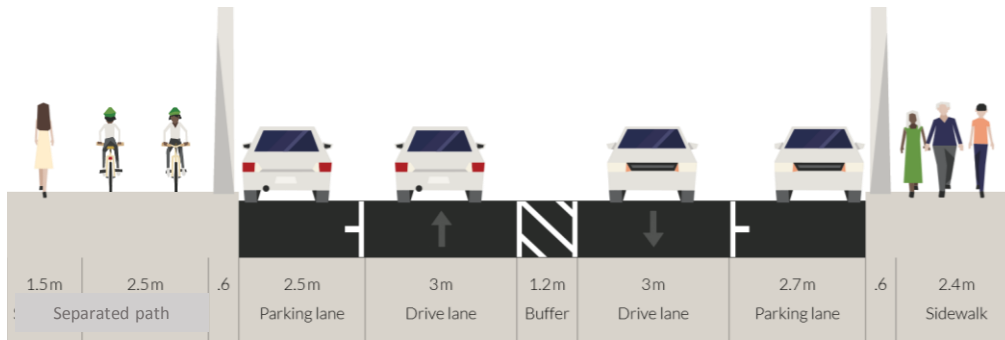 1.5m 2.5m .6 2.5m 3m 1.2m 3m 2.7m .6 2.4m
Separated path Parking lane Drive lane Buffer Drive lane Parking lane Sidewalk